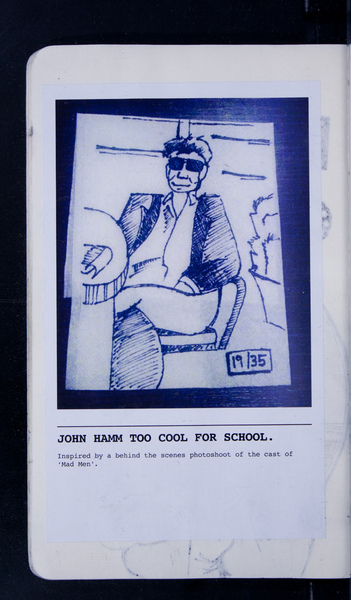 19/35
JOHN HAMM TOO COOL FOR SCHOOL.
Inspired by a behind the scenes photoshoot of the cast of
'Mad Men'.